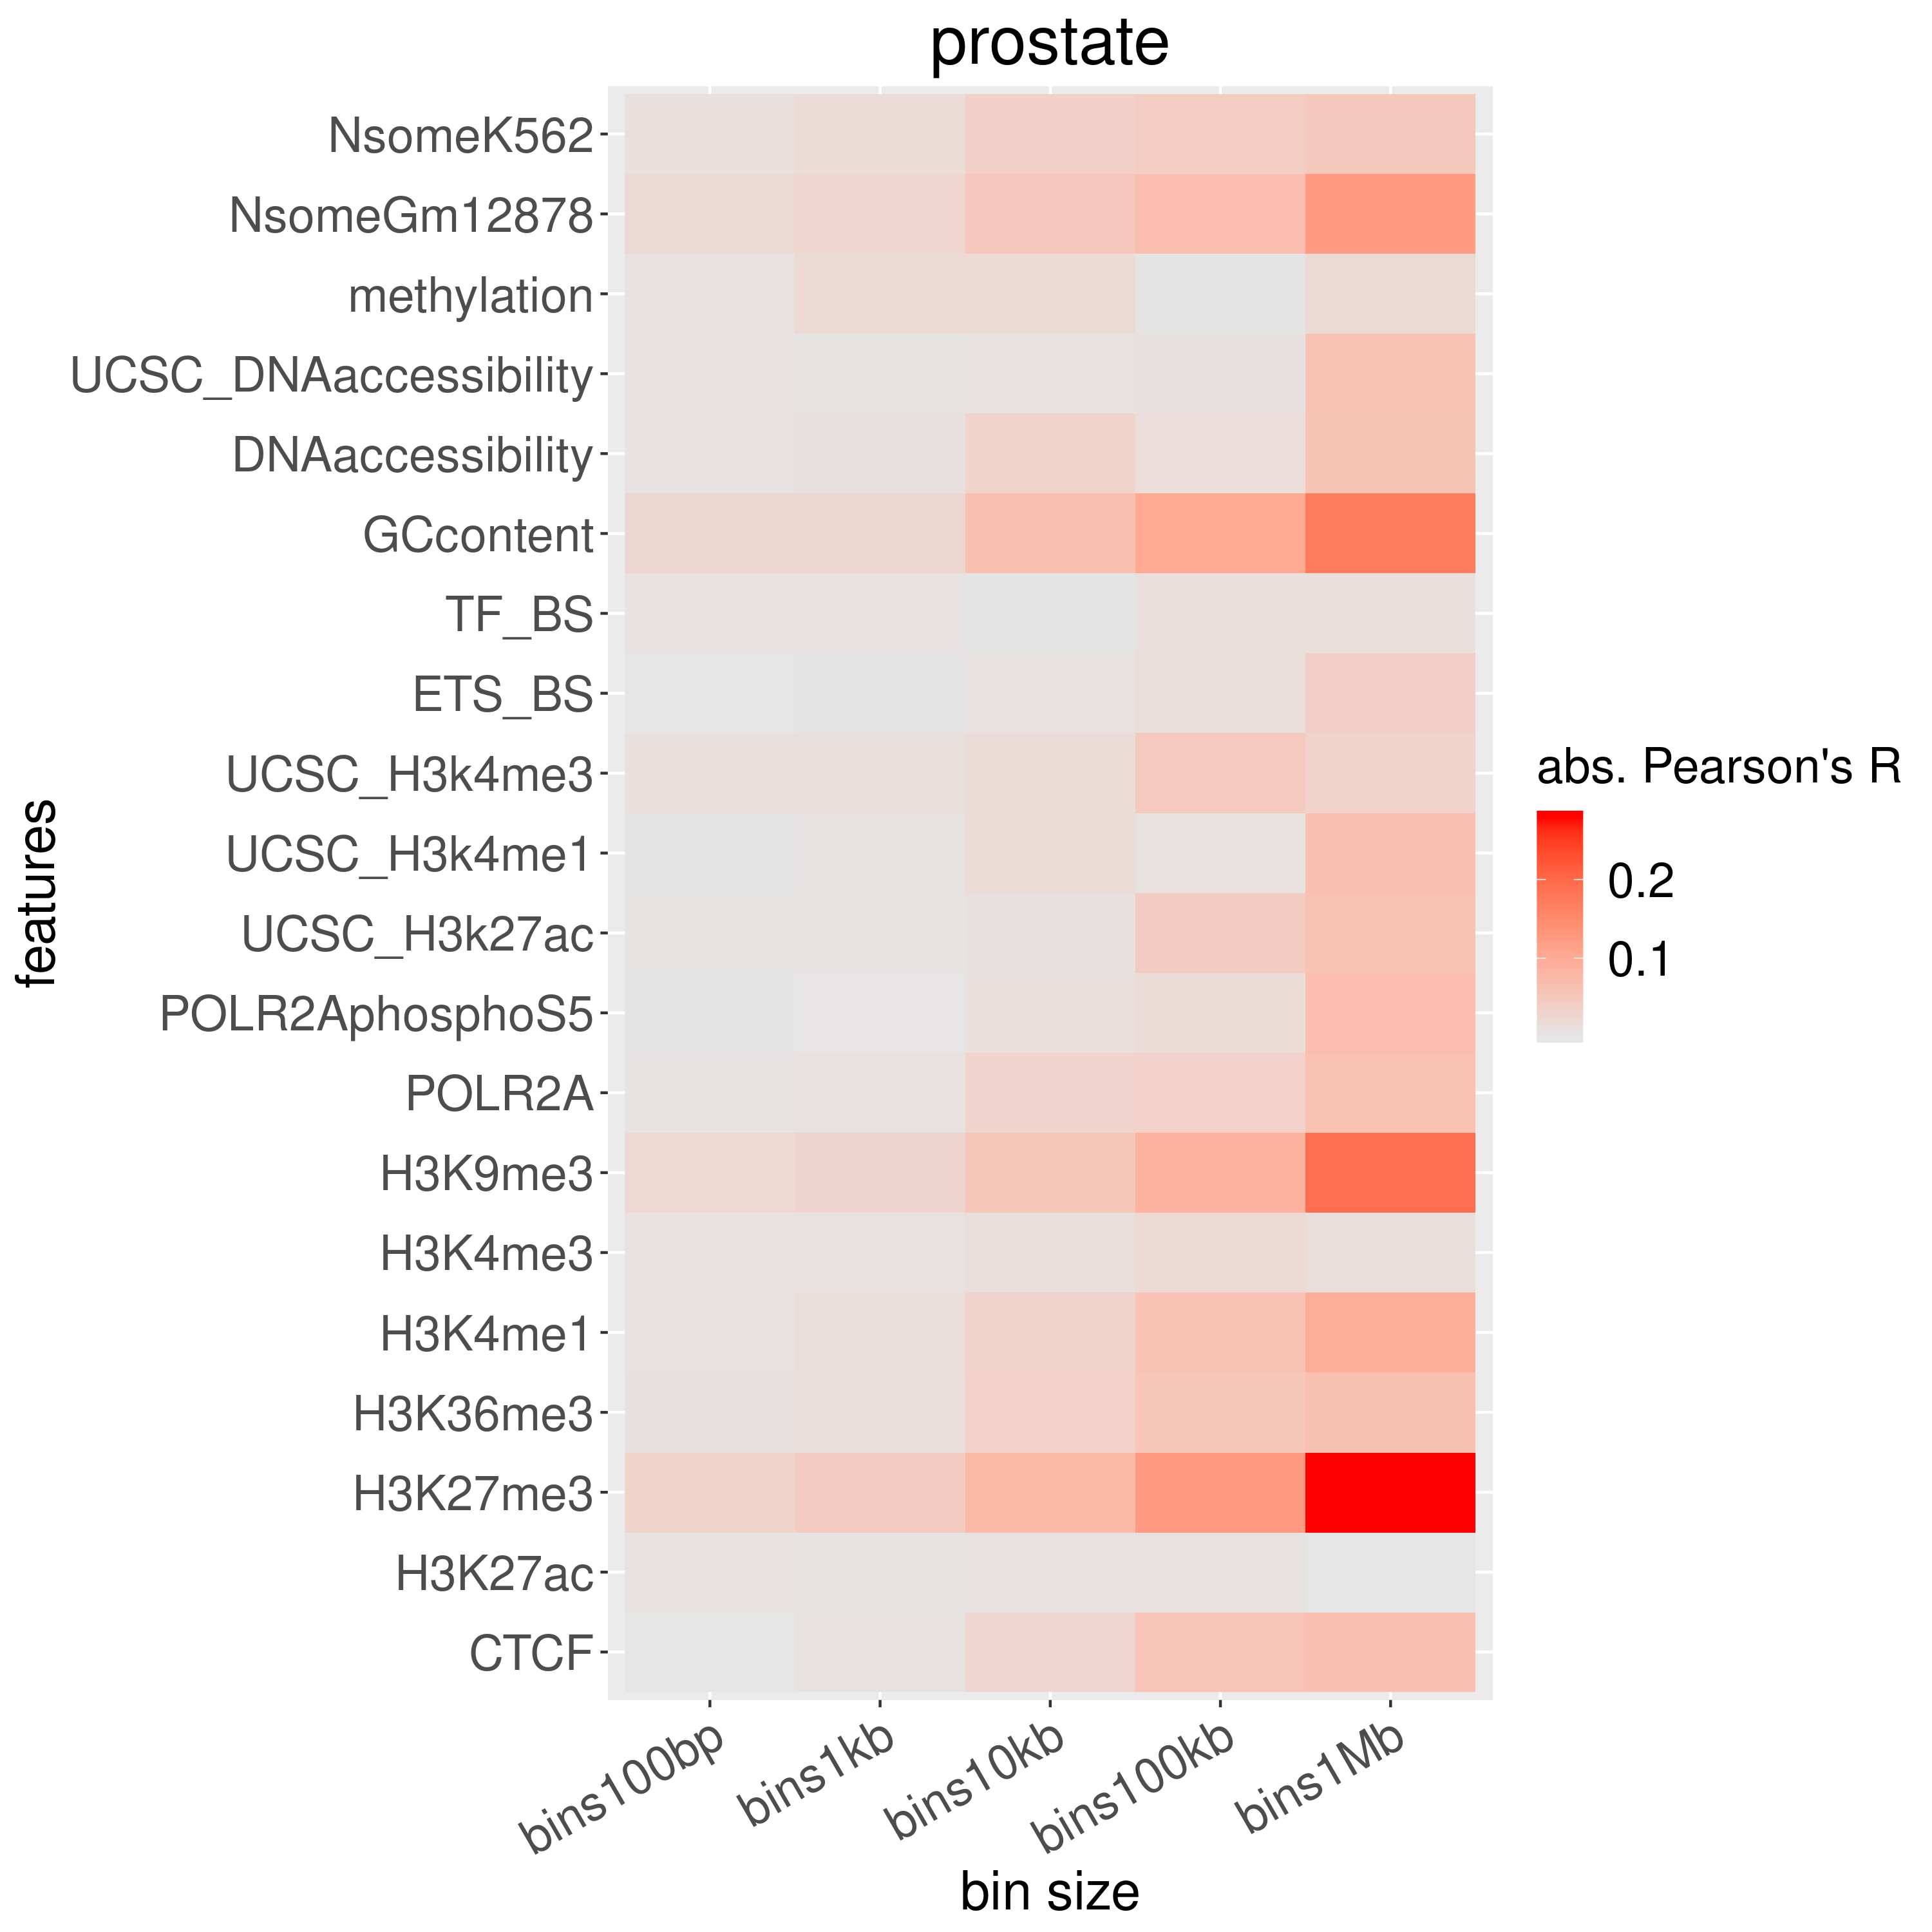 prostate
NsomeK562
NsomeGm12878
methylation
UCSC_DNAaccessibility
DNAaccessibility
GCcontent
TF_BS
ETS_BS
UCSC_H3k4me3
UCSC_H3k4me1
UCSC_H3k27ac
POLR2AphosphoS5
POLR2A
H3K9me3
H3K4me3
H3K4me1
H3K36me3
H3K27me3
H3K27ac
CTCF
features
bins100bp
bins1kb
bins10kb
bins100kb
bins1Mb
bin size
abs. Pearson's R
0.2
0.1